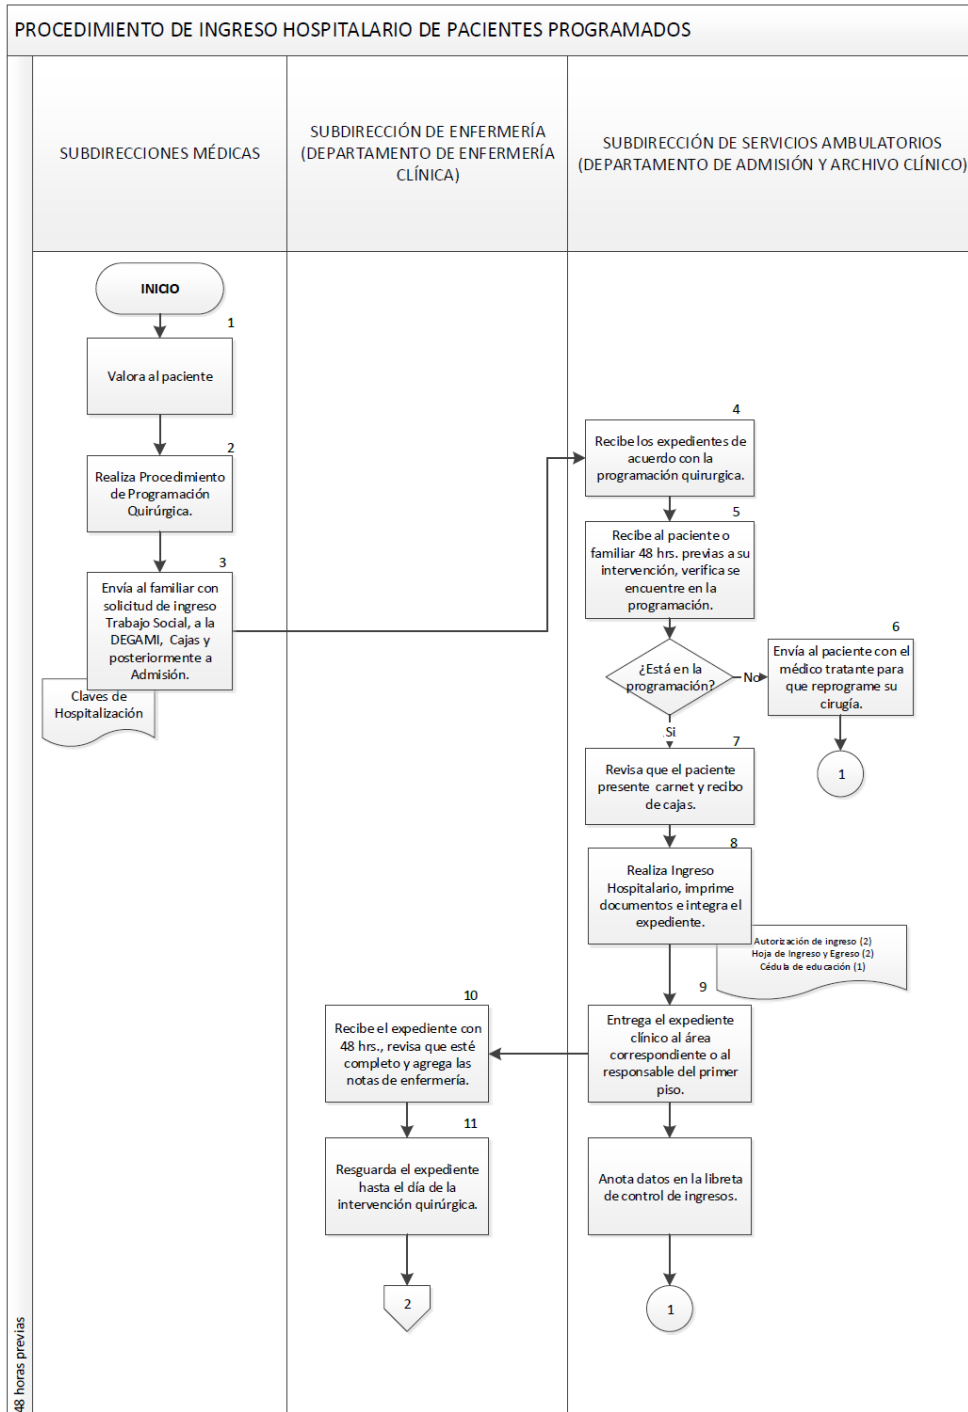 PROCEDIMIENTO DE INGRESO HOSPITALARIO DE PACIENTES PROGRAMADOS
SUBDIRECCIONES MÉDICAS
SUBDIRECCIÓN DE ENFERMERÍA
(DEPARTAMENTO DE ENFERMERÍA
CLÍNICA)
SUBDIRECCIÓN DE SERVICIOS AMBULATORIOS
(DEPARTAMENTO DE ADMISIÓN Y ARCHIVO CLÍNICO)
48 horas previas
INICIO
1
Valora al paciente
2
Realiza Procedimiento
de Programación
Quirúrgica.
3
Envía al familiar con
solicitud de ingreso
Trabajo Social, a la
DEGAMI, Cajas y
posteriormente a
Admisión.
Claves de
Hospitalización
4
Recibe los expedientes de
acuerdo con la
programación quirurgica.
5
Recibe al paciente o
familiar 48 hrs. previas a su
intervención, verifica se
encuentre en la
programación.
¿Está en la
programación?
No
6
Envía al paciente con el
médico tratante para
que reprograme su
cirugía.
1
Si
7
Revisa que el paciente
presente carnet y recibo
de cajas.
8
Realiza Ingreso
Hospitalario, imprime
documentos e integra el
expediente.
Autorización de ingreso (2)
Hoja de Ingreso y Egreso (2)
Cédula de educación (1)
9
Entrega el expediente
clínico al área
correspondiente o al
responsable del primer
piso.
10
Recibe el expediente con
48 hrs., revisa que esté
completo y agrega las
notas de enfermería.
11
Resguarda el expediente
hasta el día de la
intervención quirúrgica.
2
Anota datos en la libreta
de control de ingresos.
1